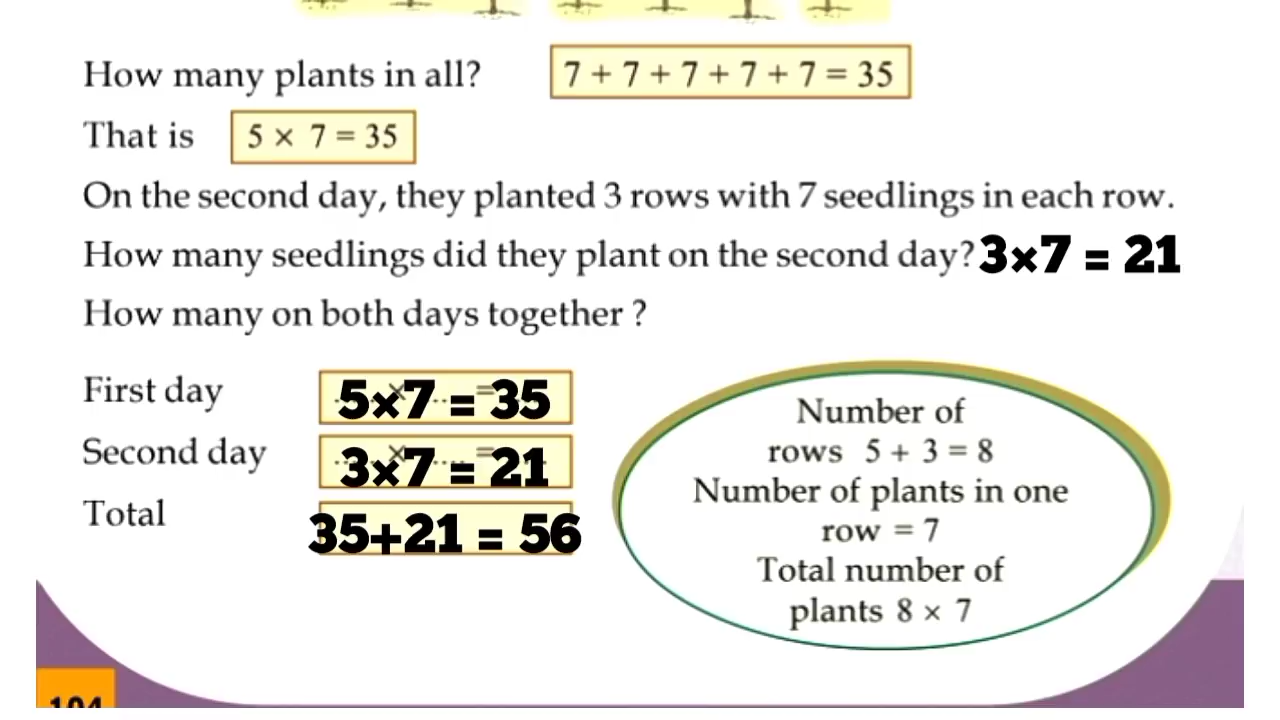 How many plants in all? 7 + 7 + 7 + 7 + 7 = 35
That is 5 × 7 = 35
On the second day, they planted 3 rows with 7 seedlings in each row.
How many seedlings did they plant on the second day? 3×7 = 21
How many on both days together ?
First day 5×7 = 35
Second day 3×7 = 21
Total 35+21 = 56
Number of
rows 5 + 3 = 8
Number of plants in one
row = 7
Total number of
plants 8 × 7
104